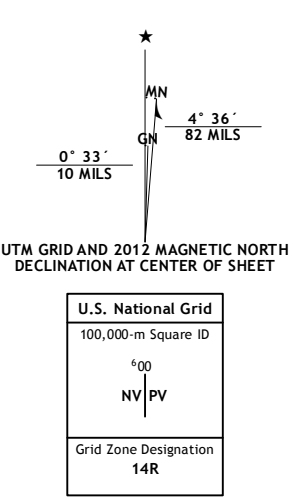 ★
MN
4° 36´
82 MILS
GN
0° 33´
10 MILS
UTM GRID AND 2012 MAGNETIC NORTH
DECLINATION AT CENTER OF SHEET
U.S. National Grid
100,000-m Square ID
⁶00
NV PV
Grid Zone Designation
14R